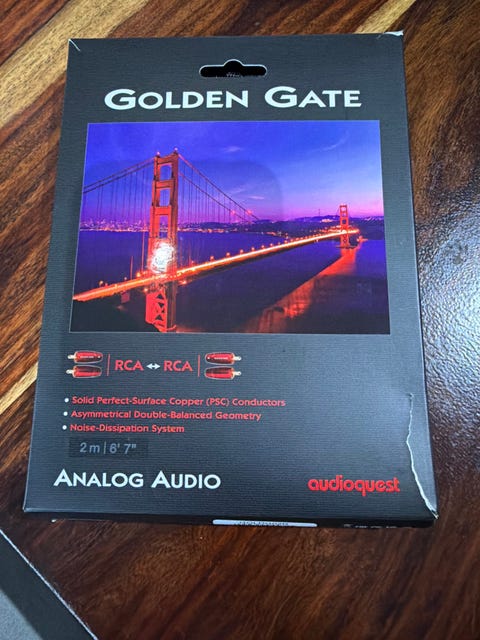 GOLDEN GATE
RCA ↔ RCA
• Solid Perfect-Surface Copper (PSC) Conductors
• Asymmetrical Double-Balanced Geometry
• Noise-Dissipation System
2 m | 6' 7"
ANALOG AUDIO
audioquest